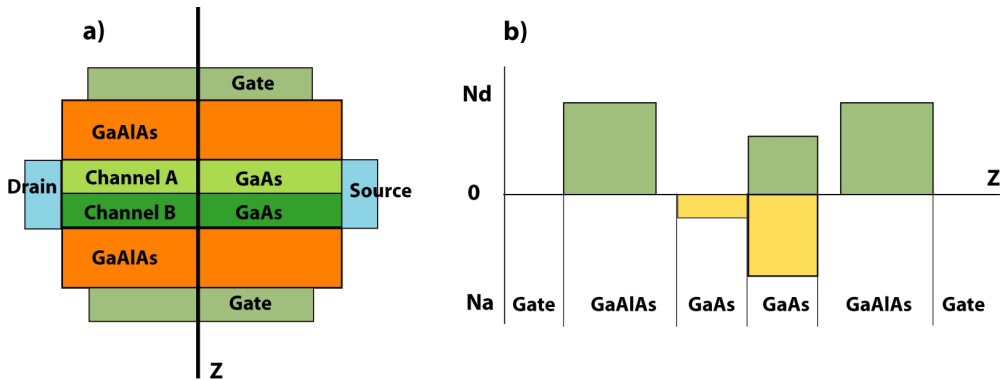 a)
Gate
GaAlAs
Drain
Channel A
GaAs
Source
Channel B
GaAs
GaAlAs
Gate
Z
b)
Nd
0
Z
Na
Gate
GaAlAs
GaAs
GaAs
GaAlAs
Gate